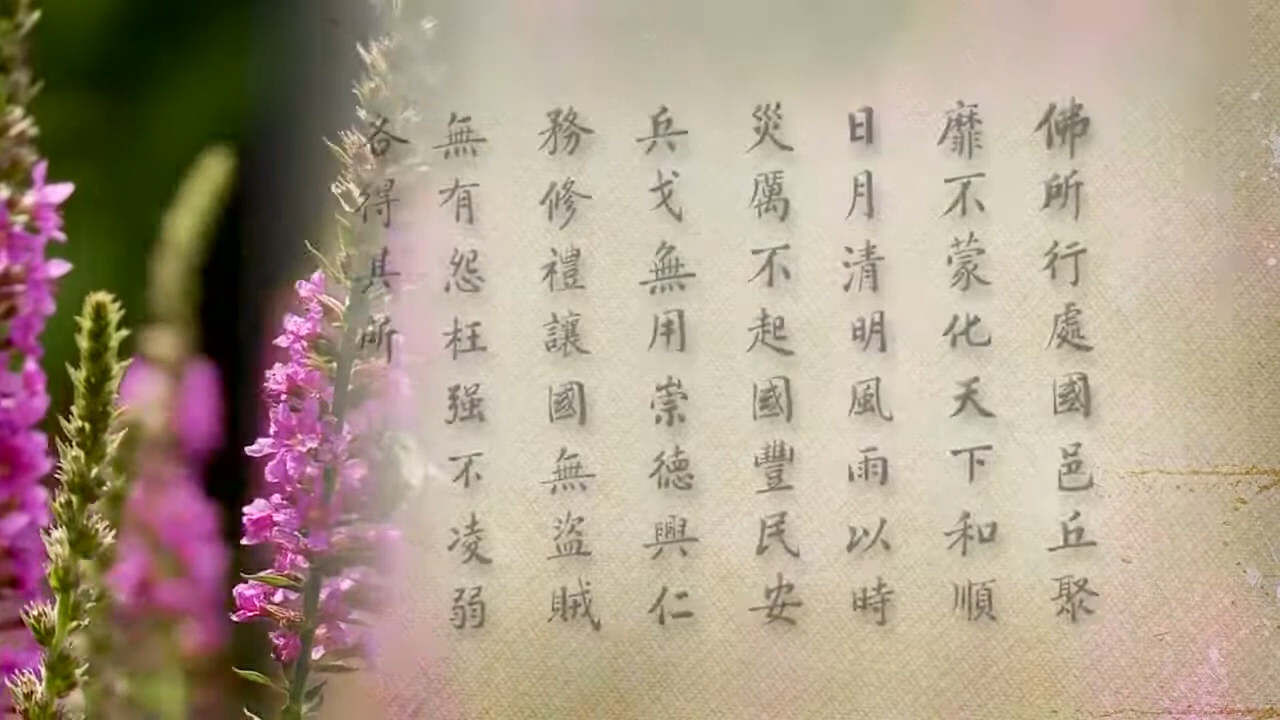 佛所行處國邑丘聚
靡不蒙化天下和順
日月清明風雨以時
災厲不起國豐民安
兵戈無用崇德興仁
務修禮讓國無盜賊
無有怨枉强不凌弱
各得其所